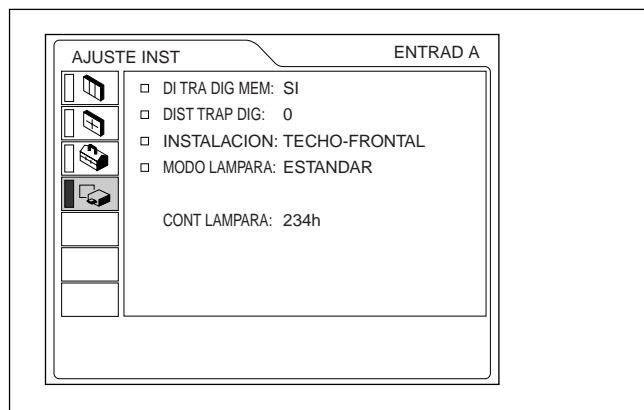 AJUSTE INST ENTRAD A
DI TRA DIG MEM: SI
DIST TRAP DIG: 0
INSTALACION: TECHO-FRONTAL
MODO LAMPARA: ESTANDAR
CONT LAMPARA: 234h